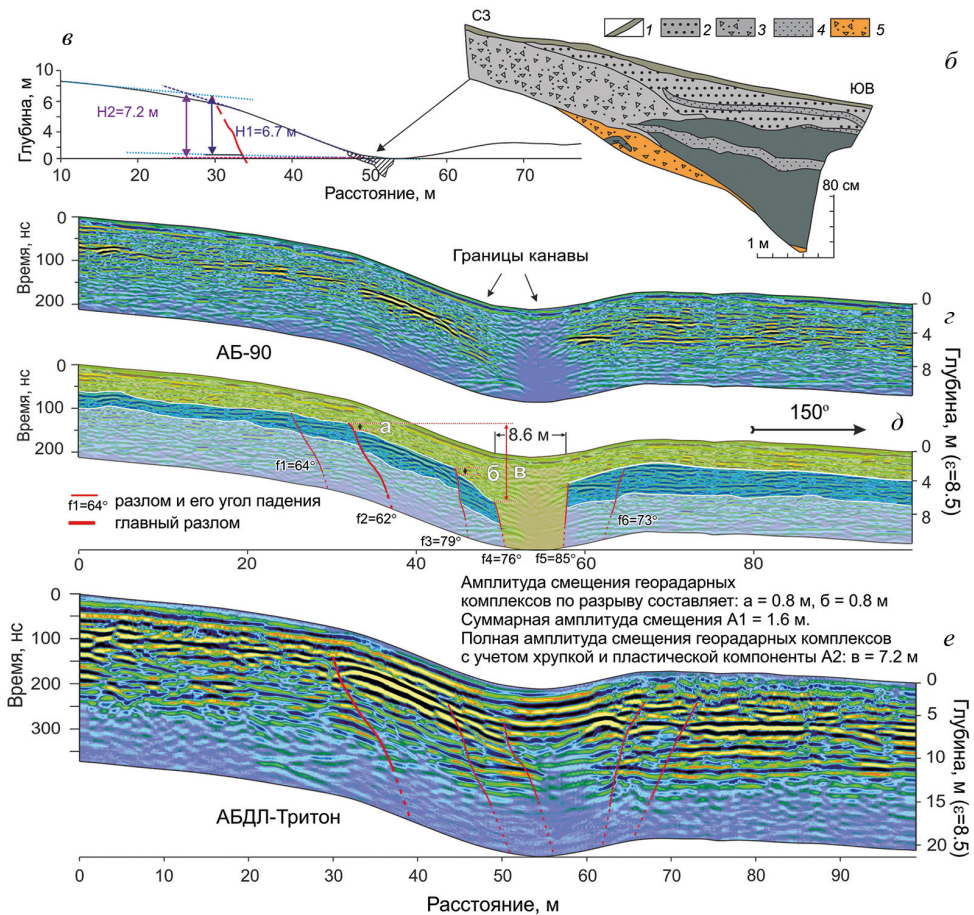 в
Глубина, м
10
8
6
4
2
0
H2=7.2 м
H1=6.7 м
10
20
30
40
50
60
70
Расстояние, м
СЗ
1
2
3
4
5
б
ЮВ
80 см
1 м
Время, нс
0
100
200
Границы канавы
АБ-90
0
4
8
г
Глубина, м (ε=8.5)
Время, нс
0
100
200
а
б
в
8.6 м
150°
д
0
4
8
f1=64°
f2=62°
f3=79°
f4=76°
f5=85°
f6=73°
f1=64° разлом и его угол падения
главный разлом
0
20
40
60
80
Амплитуда смещения георадарных
комплексов по разрыву составляет: а = 0.8 м, б = 0.8 м
Суммарная амплитуда смещения А1 = 1.6 м.
Полная амплитуда смещения георадарных комплексов
с учетом хрупкой и пластической компоненты А2: в = 7.2 м
е
Время, нс
0
100
200
300
АБДЛ-Тритон
0
5
10
15
20
Глубина, м (ε=8.5)
0
10
20
30
40
50
60
70
80
90
Расстояние, м